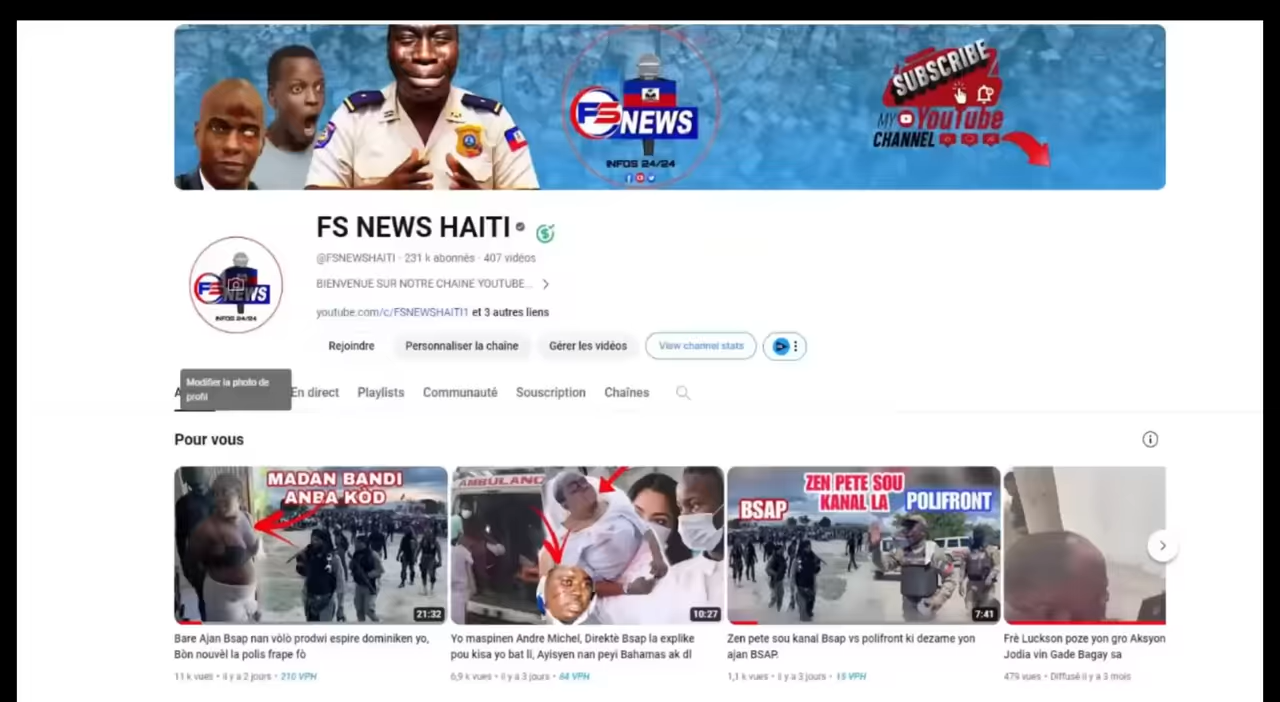 FS NEWS
INFOS 24/24
SUBSCRIBE
MY YouTube
CHANNEL
FS NEWS HAITI
@FSNEWSHAITI · 231 k abonnés · 407 vidéos
BIENVENUE SUR NOTRE CHAINE YOUTUBE...
youtube.com/c/FSNEWSHAITI1 et 3 autres liens
FS NEWS
INFOS 24/24
Rejoindre
Personnaliser la chaîne
Gérer les vidéos
View channel stats
Modifier la photo de
profil
A
En direct
Playlists
Communauté
Souscription
Chaînes
Pour vous
MADAN BANDI
ANBA KÒD
21:32
AMBULANC
10:27
ZEN PETE SOU
KANAL LA
BSAP
POLIFRONT
7:41
Bare Ajan Bsap nan vòlò prodwi espire dominiken yo,
Bòn nouvèl la polis frape fò
11 k vues • il y a 2 jours • 210 VPH
Yo maspinen Andre Michel, Direktè Bsap la explike
pou kisa yo bat li, Ayisyen nan peyi Bahamas ak dl
6,9 k vues • il y a 3 jours • 64 VPH
Zen pete sou kanal Bsap vs polifront ki dezame yon
ajan BSAP.
1,1 k vues • il y a 3 jours • 15 VPH
Frè Luckson poze yon gro Aksyon
Jodia vin Gade Bagay sa
479 vues • Diffusé il y a 3 mois